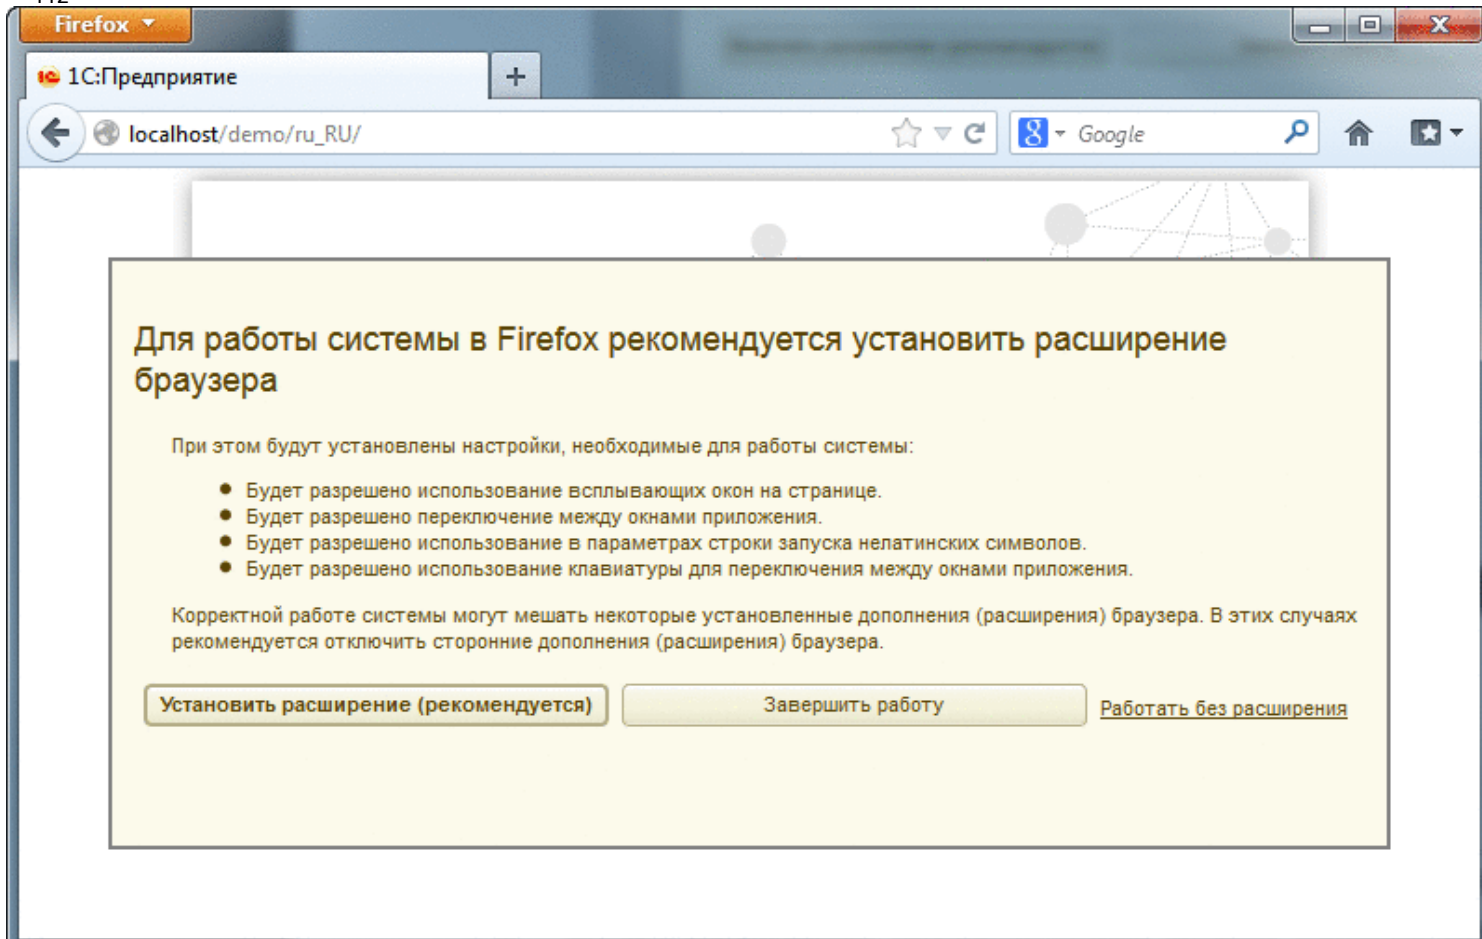 Firefox
1С:Предприятие
localhost/demo/ru_RU/
Google
Для работы системы в Firefox рекомендуется установить расширение
браузера
При этом будут установлены настройки, необходимые для работы системы:
Будет разрешено использование всплывающих окон на странице.
Будет разрешено переключение между окнами приложения.
Будет разрешено использование в параметрах строки запуска нелатинских символов.
Будет разрешено использование клавиатуры для переключения между окнами приложения.
Корректной работе системы могут мешать некоторые установленные дополнения (расширения) браузера. В этих случаях
рекомендуется отключить сторонние дополнения (расширения) браузера.
Установить расширение (рекомендуется) Завершить работу Работать без расширения